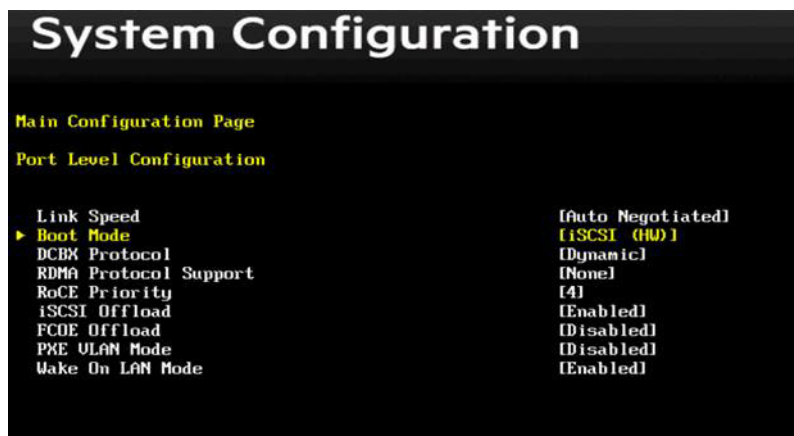 System Configuration
Main Configuration Page
Port Level Configuration
Link Speed [Auto Negotiated]
▶ Boot Mode [iSCSI (HW)]
DCBX Protocol [Dynamic]
RDMA Protocol Support [None]
RoCE Priority [4]
iSCSI Offload [Enabled]
FCOE Offload [Disabled]
PXE VLAN Mode [Disabled]
Wake On LAN Mode [Enabled]